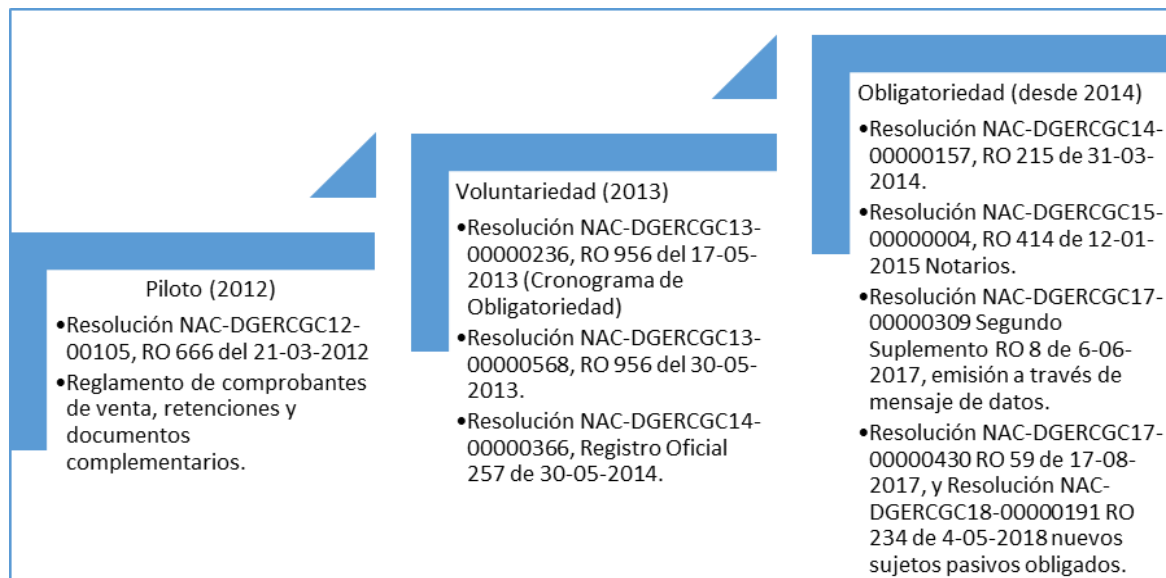 Piloto (2012)
•Resolución NAC-DGERCGC12-
00105, RO 666 del 21-03-2012
•Reglamento de comprobantes
de venta, retenciones y
documentos
complementarios.
Voluntariedad (2013)
•Resolución NAC-DGERCGC13-
00000236, RO 956 del 17-05-
2013 (Cronograma de
Obligatoriedad)
•Resolución NAC-DGERCGC13-
00000568, RO 956 del 30-05-
2013.
•Resolución NAC-DGERCGC14-
00000366, Registro Oficial
257 de 30-05-2014.
Obligatoriedad (desde 2014)
•Resolución NAC-DGERCGC14-
00000157, RO 215 de 31-03-
2014.
•Resolución NAC-DGERCGC15-
00000004, RO 414 de 12-01-
2015 Notarios.
•Resolución NAC-DGERCGC17-
00000309 Segundo
Suplemento RO 8 de 6-06-
2017, emisión a través de
mensaje de datos.
•Resolución NAC-DGERCGC17-
00000430 RO 59 de 17-08-
2017, y Resolución NAC-
DGERCGC18-00000191 RO
234 de 4-05-2018 nuevos
sujetos pasivos obligados.